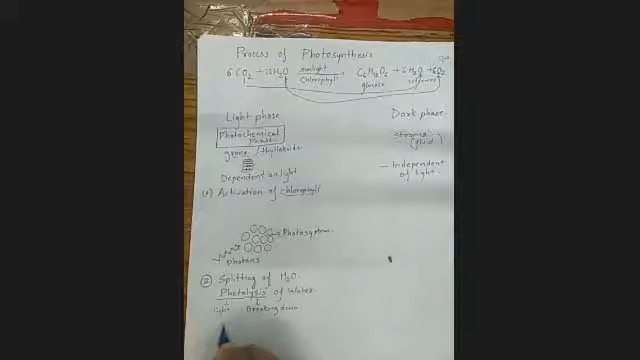 Process of Photosynthesis
6CO2 + 12H2O sunlight Chlorophyll C6H12O6 + 6H2O + 6O2
glucose
Light phase
Dark phase
Photochemical
Phase
grana / thyllakoids
stroma
(fluid)
Dependent on light
Independent
of light.
(1) Activation of chlorophyll
Photosystem
photons
(2) Splitting of H2O
Photolysis of water
light Breaking down